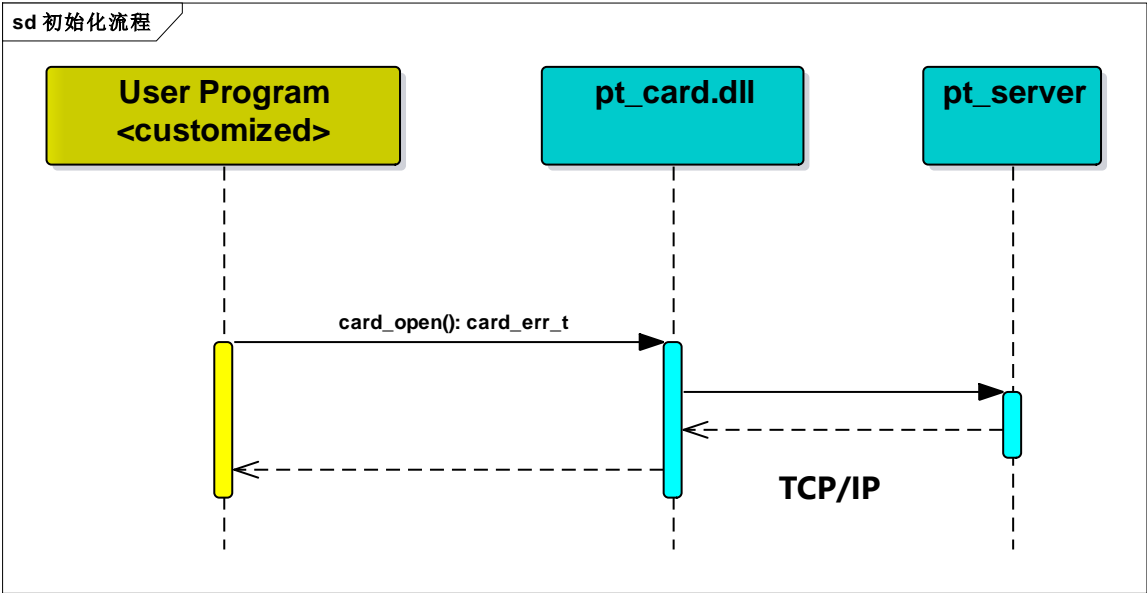 sd 初始化流程
User Program
<customized>
pt_card.dll
pt_server
card_open(): card_err_t
TCP/IP